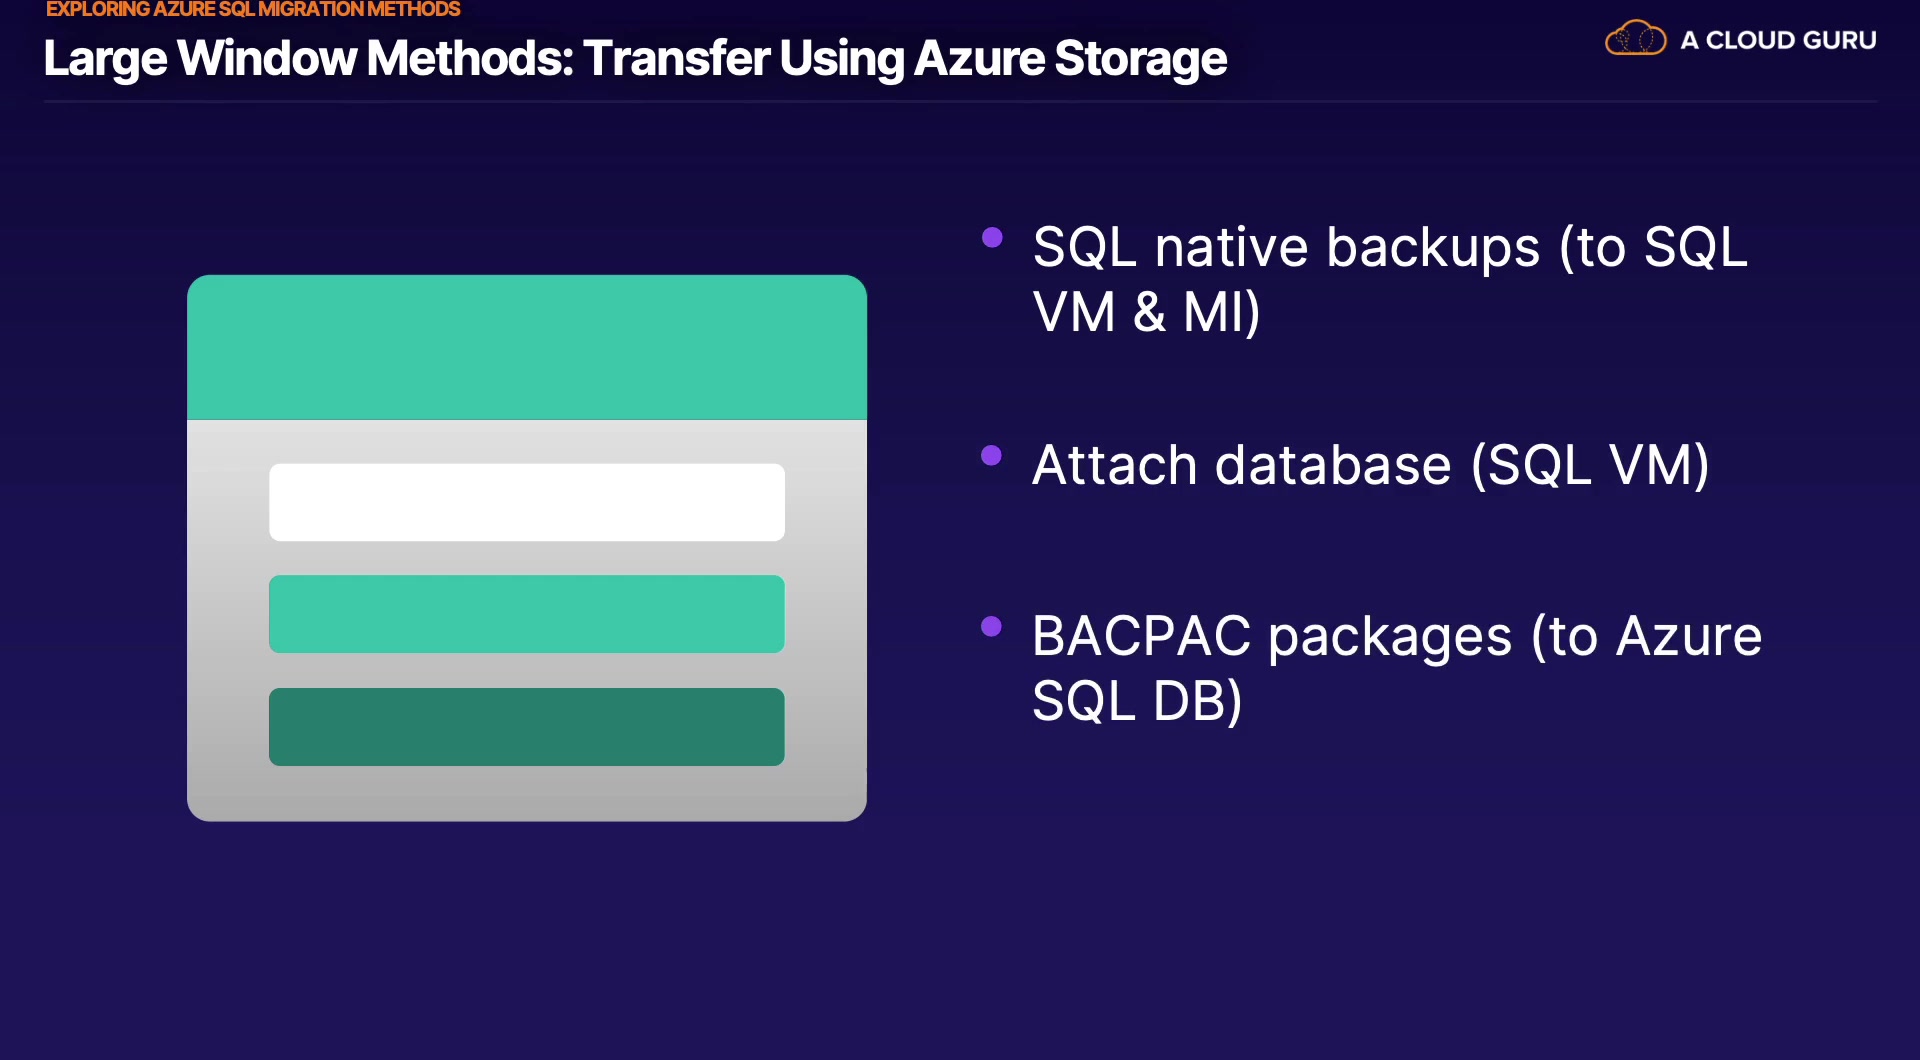 EXPLORING AZURE SQL MIGRATION METHODS
Large Window Methods: Transfer Using Azure Storage
A CLOUD GURU
SQL native backups (to SQL
VM & MI)
Attach database (SQL VM)
BACPAC packages (to Azure
SQL DB)